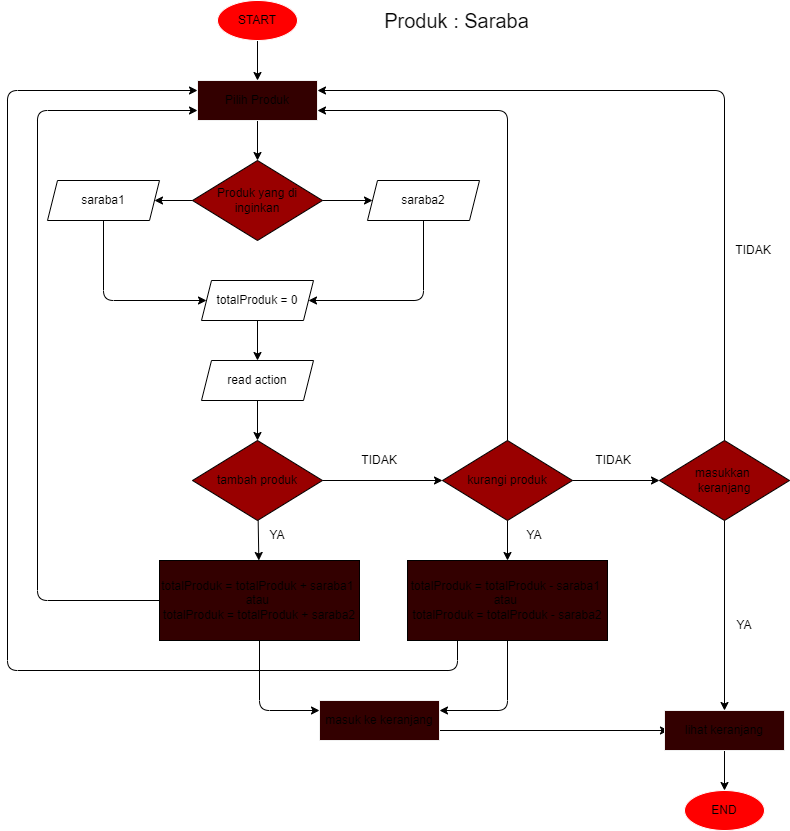 START
Produk : Saraba
Pilih Produk
Produk yang di
inginkan
saraba1
saraba2
TIDAK
totalProduk = 0
read action
tambah produk
TIDAK
kurangi produk
TIDAK
masukkan
keranjang
YA
YA
totalProduk = totalProduk + saraba1
atau
totalProduk = totalProduk + saraba2
totalProduk = totalProduk - saraba1
atau
totalProduk = totalProduk - saraba2
YA
masuk ke keranjang
lihat keranjang
END